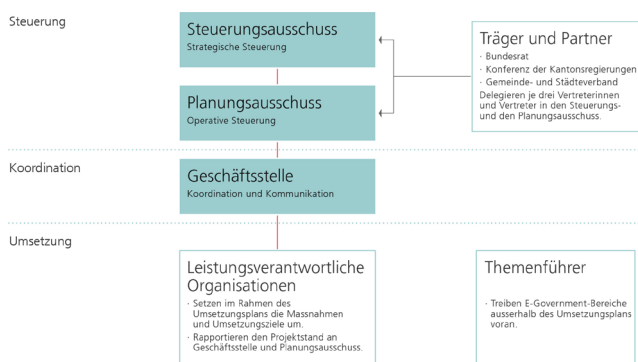 Steuerung
Steuerungsausschuss
Strategische Steuerung
Planungsausschuss
Operative Steuerung
Träger und Partner
· Bundesrat
· Konferenz der Kantonsregierungen
· Gemeinde- und Städteverband
Delegieren je drei Vertreterinnen
und Vertreter in den Steuerungs-
und den Planungsausschuss.
Koordination
Geschäftsstelle
Koordination und Kommunikation
Umsetzung
Leistungsverantwortliche
Organisationen
· Setzen im Rahmen des
Umsetzungsplans die Massnahmen
und Umsetzungsziele um.
· Rapportieren den Projektstand an
Geschäftsstelle und Planungsausschuss.
Themenführer
· Treiben E-Government-Bereiche
ausserhalb des Umsetzungsplans
voran.